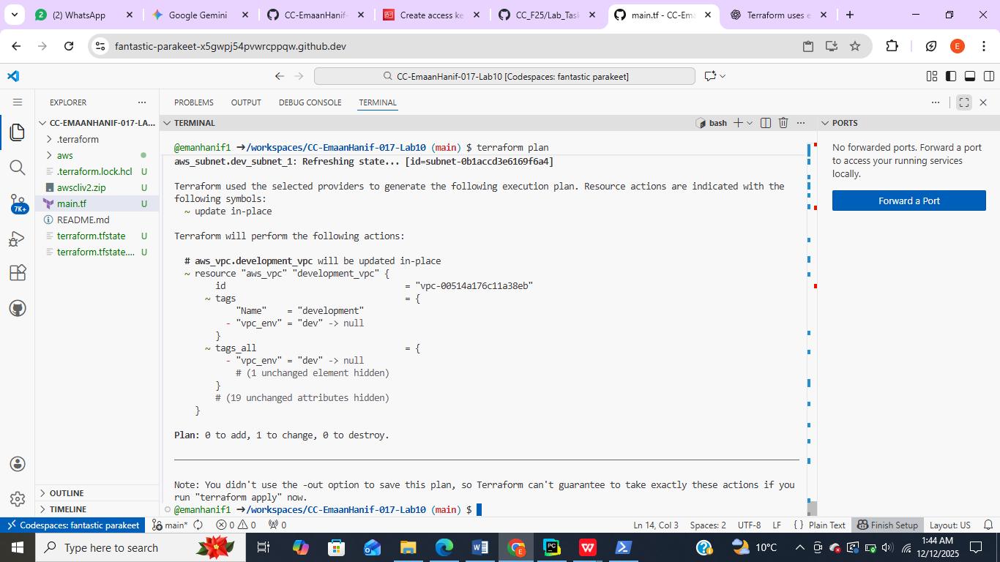 2 (2) WhatsApp
Google Gemini
CC-EmaanHanif-
Create access ke
CC_F25/Lab_Task
main.tf - CC-Ema
Terraform uses e
fantastic-parakeet-x5gwpj54pvwrcppqw.github.dev
E
CC-EmaanHanif-017-Lab10 [Codespaces: fantastic parakeet]
EXPLORER
PROBLEMS OUTPUT DEBUG CONSOLE TERMINAL
CC-EMAANHANIF-017-LA...
.terraform
aws
.terraform.lock.hcl U
awscliv2.zip U
main.tf U
README.md
terraform.tfstate U
terraform.tfstate.... U
7K+
OUTLINE
TIMELINE
TERMINAL
bash
@emanhanif1 ➔/workspaces/CC-EmaanHanif-017-Lab10 (main) $ terraform plan
aws_subnet.dev_subnet_1: Refreshing state... [id=subnet-0b1accd3e6169f6a4]
Terraform used the selected providers to generate the following execution plan. Resource actions are indicated with the
following symbols:
~ update in-place
Terraform will perform the following actions:
# aws_vpc.development_vpc will be updated in-place
~ resource "aws_vpc" "development_vpc" {
id = "vpc-00514a176c11a38eb"
~ tags = {
"Name" = "development"
- "vpc_env" = "dev" -> null
}
~ tags_all = {
- "vpc_env" = "dev" -> null
# (1 unchanged element hidden)
}
# (19 unchanged attributes hidden)
}
Plan: 0 to add, 1 to change, 0 to destroy.
Note: You didn't use the -out option to save this plan, so Terraform can't guarantee to take exactly these actions if you
run "terraform apply" now.
@emanhanif1 ➔/workspaces/CC-EmaanHanif-017-Lab10 (main) $
PORTS
No forwarded ports. Forward a port
to access your running services
locally.
Forward a Port
Codespaces: fantastic parakeet
main*
0 0
0
Ln 14, Col 3
Spaces: 2
UTF-8
LF
{ } Plain Text
Finish Setup
Layout: US
Type here to search
10°C
1:44 AM
12/12/2025